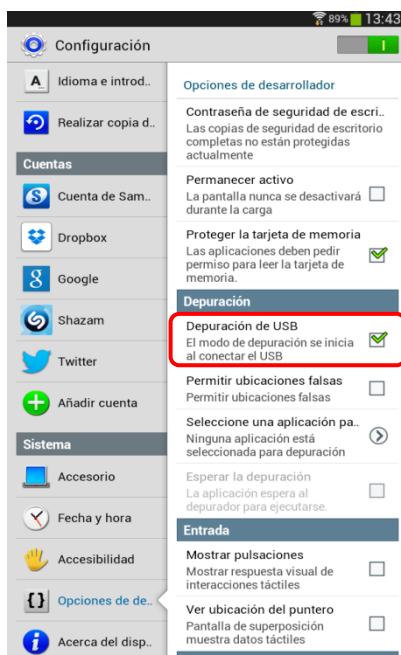 89% 13:43
Configuración
A Idioma e introd..
Realizar copia d..
Cuentas
Cuenta de Sam..
Dropbox
8 Google
Shazam
Twitter
Añadir cuenta
Sistema
Accesorio
Fecha y hora
Accesibilidad
{} Opciones de de..
Acerca del disp..
Opciones de desarrollador
Contraseña de seguridad de escri..
Las copias de seguridad de escritorio
completas no están protegidas
actualmente
Permanecer activo
La pantalla nunca se desactivará
durante la carga
Proteger la tarjeta de memoria
Las aplicaciones deben pedir
permiso para leer la tarjeta de
memoria.
Depuración
Depuración de USB
El modo de depuración se inicia
al conectar el USB
Permitir ubicaciones falsas
Permitir ubicaciones falsas
Seleccione una aplicación pa..
Ninguna aplicación está
seleccionada para depuración
Esperar la depuración
La aplicación espera al
depurador para ejecutarse.
Entrada
Mostrar pulsaciones
Mostrar respuesta visual de
interacciones táctiles
Ver ubicación del puntero
Pantalla de superposición
muestra datos táctiles